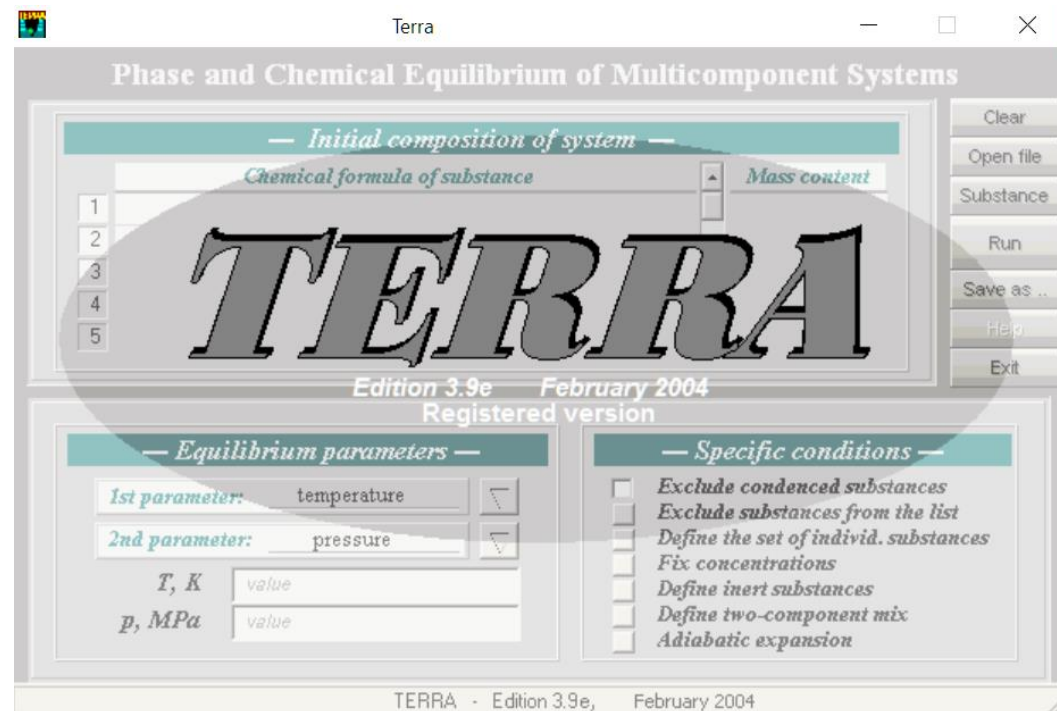 Terra
Phase and Chemical Equilibrium of Multicomponent Systems
— Initial composition of system —
Chemical formula of substance
Mass content
1
2
3
4
5
TERRA
Edition 3.9e February 2004
Registered version
Clear
Open file
Substance
Run
Save as ..
Help
Exit
— Equilibrium parameters —
1st parameter: temperature
2nd parameter: pressure
T, K value
p, MPa value
— Specific conditions —
Exclude condenced substances
Exclude substances from the list
Define the set of individ. substances
Fix concentrations
Define inert substances
Define two-component mix
Adiabatic expansion
TERRA - Edition 3.9e, February 2004